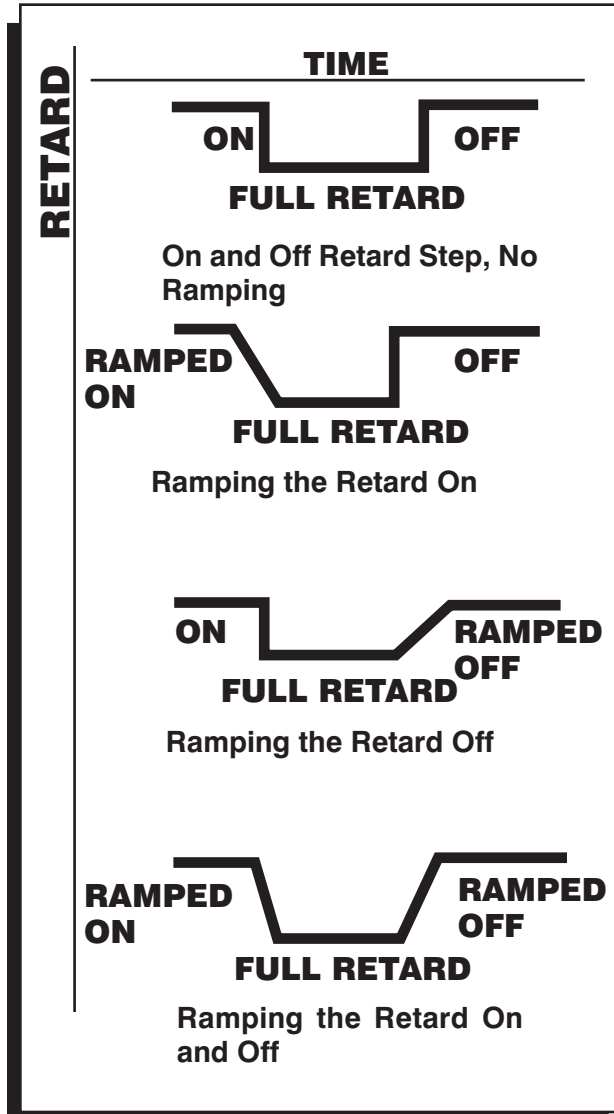 TIME
RETARD
ON
OFF
FULL RETARD
On and Off Retard Step, No
Ramping
RAMPED
ON
OFF
FULL RETARD
Ramping the Retard On
ON
RAMPED
OFF
FULL RETARD
Ramping the Retard Off
RAMPED
ON
RAMPED
OFF
FULL RETARD
Ramping the Retard On
and Off